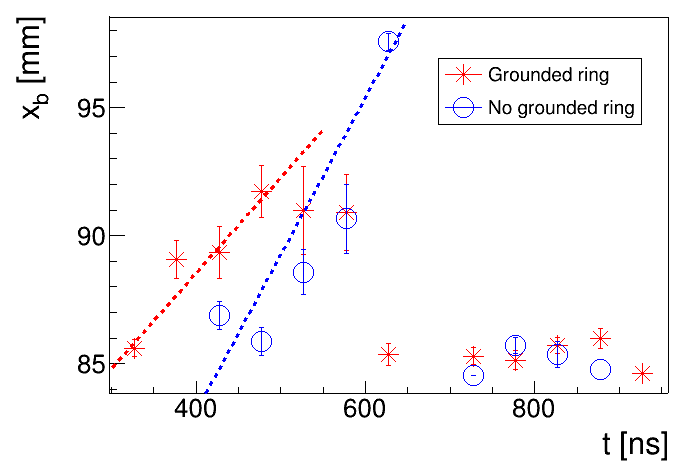 x_b [mm]
95
90
85
400 600 800
t [ns]
Grounded ring
No grounded ring